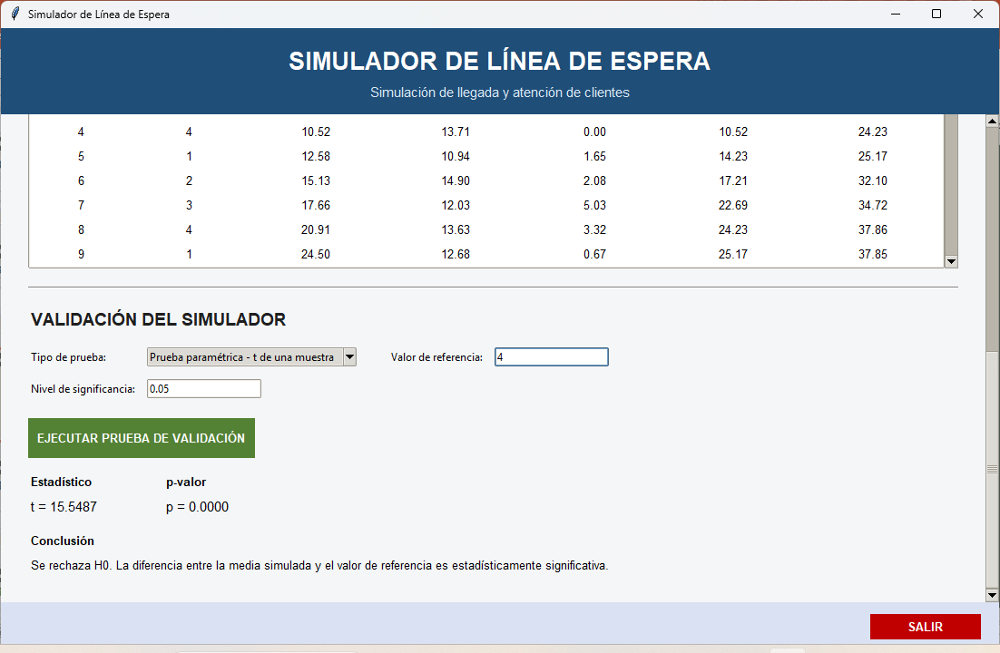 Simulador de Línea de Espera
SIMULADOR DE LÍNEA DE ESPERA
Simulación de llegada y atención de clientes
4 4 10.52 13.71 0.00 10.52 24.23
5 1 12.58 10.94 1.65 14.23 25.17
6 2 15.13 14.90 2.08 17.21 32.10
7 3 17.66 12.03 5.03 22.69 34.72
8 4 20.91 13.63 3.32 24.23 37.86
9 1 24.50 12.68 0.67 25.17 37.85
VALIDACIÓN DEL SIMULADOR
Tipo de prueba: Prueba paramétrica - t de una muestra Valor de referencia: 4
Nivel de significancia: 0.05
EJECUTAR PRUEBA DE VALIDACIÓN
Estadístico p-valor
t = 15.5487 p = 0.0000
Conclusión
Se rechaza H0. La diferencia entre la media simulada y el valor de referencia es estadísticamente significativa.
SALIR